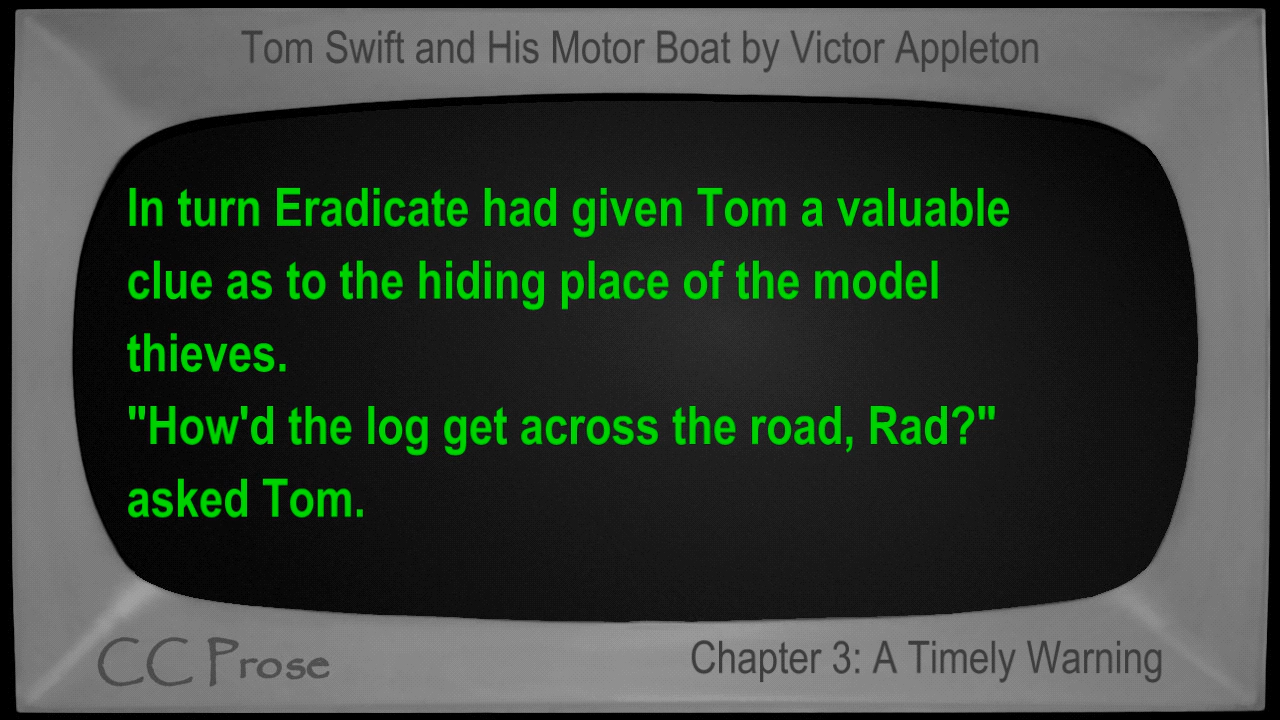 Tom Swift and His Motor Boat by Victor Appleton
In turn Eradicate had given Tom a valuable
clue as to the hiding place of the model
thieves.
"How'd the log get across the road, Rad?"
asked Tom.
CC Prose
Chapter 3: A Timely Warning